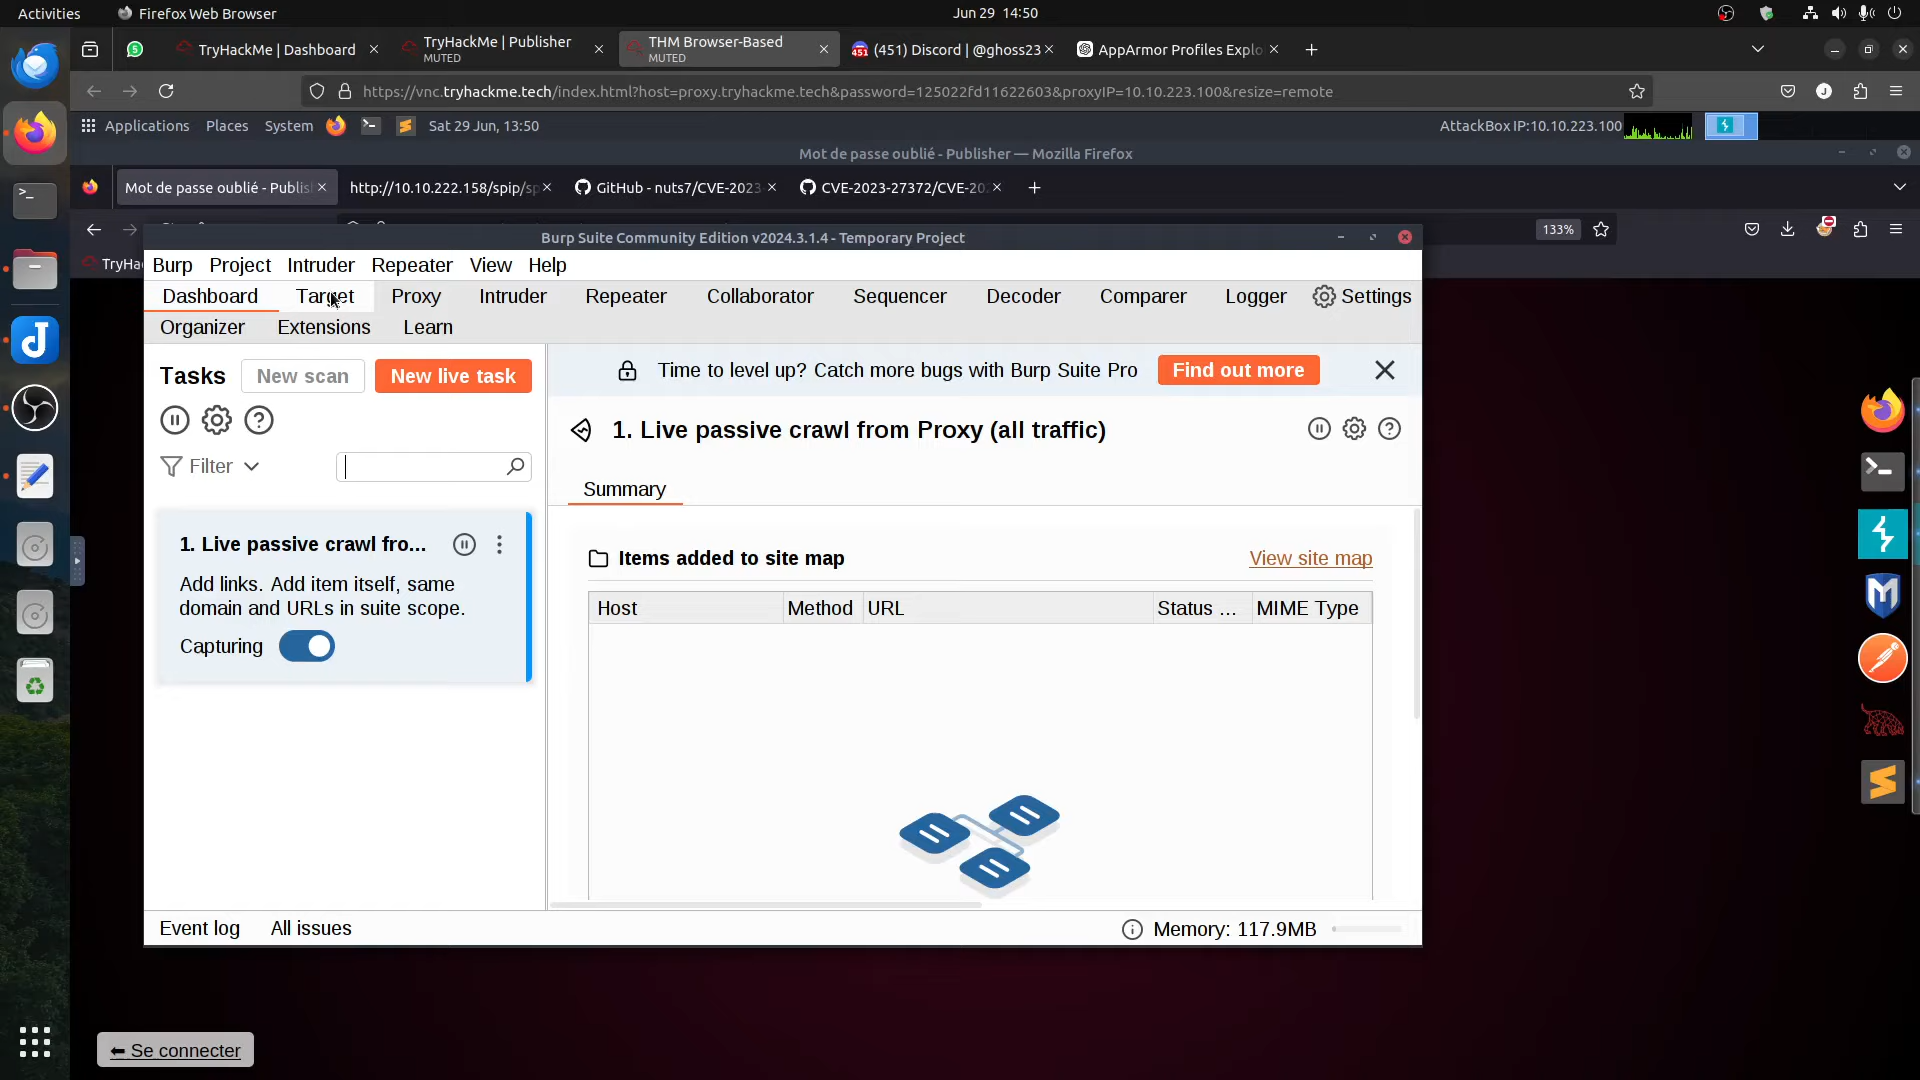 Activities Firefox Web Browser Jun 29 14:50
TryHackMe | Dashboard
TryHackMe | Publisher
MUTED
THM Browser-Based
MUTED
(451) Discord | @ghoss23
AppArmor Profiles Explo
https://vnc.tryhackme.tech/index.html?host=proxy.tryhackme.tech&password=125022fd11622603&proxyIP=10.10.223.100&resize=remote
Applications Places System Sat 29 Jun, 13:50 AttackBox IP:10.10.223.100
Mot de passe oublié - Publisher — Mozilla Firefox
Mot de passe oublié - Publis http://10.10.222.158/spip/sp GitHub - nuts7/CVE-2023 CVE-2023-27372/CVE-20
133%
TryHa
Burp Suite Community Edition v2024.3.1.4 - Temporary Project
Burp Project Intruder Repeater View Help
Dashboard Target Proxy Intruder Repeater Collaborator Sequencer Decoder Comparer Logger Settings
Organizer Extensions Learn
Tasks New scan New live task
Time to level up? Catch more bugs with Burp Suite Pro Find out more
1. Live passive crawl from Proxy (all traffic)
Filter
Summary
1. Live passive crawl fro...
Add links. Add item itself, same
domain and URLs in suite scope.
Capturing
Items added to site map View site map
Host Method URL Status ... MIME Type
Event log All issues Memory: 117.9MB
⬅ Se connecter